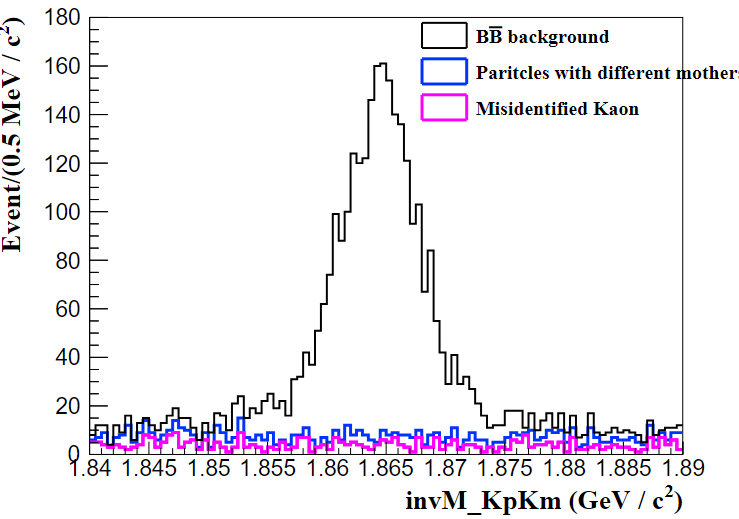 180
160
140
120
100
80
60
40
20
0
Event/(0.5 MeV / c²)
BB̅ background
Paritcles with different mothers
Misidentified Kaon
1.84 1.845 1.85 1.855 1.86 1.865 1.87 1.875 1.88 1.885 1.89
invM_KpKm (GeV / c²)